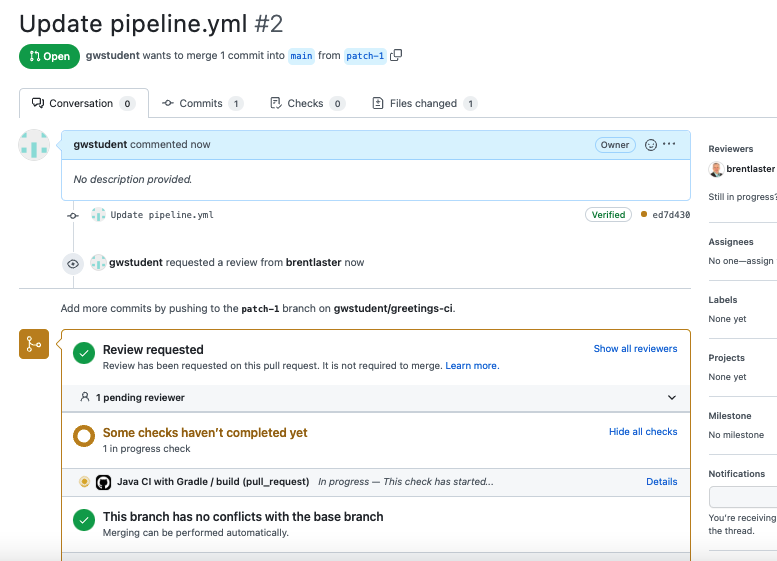 Update pipeline.yml #2
Open gwstudent wants to merge 1 commit into main from patch-1
Conversation 0 Commits 1 Checks 0 Files changed 1
gwstudent commented now Owner ···
No description provided.
Update pipeline.yml Verified ed7d430
gwstudent requested a review from brentlaster now
Add more commits by pushing to the patch-1 branch on gwstudent/greetings-ci.
Review requested Show all reviewers
Review has been requested on this pull request. It is not required to merge. Learn more.
1 pending reviewer
Some checks haven't completed yet Hide all checks
1 in progress check
Java CI with Gradle / build (pull_request) In progress — This check has started... Details
This branch has no conflicts with the base branch
Merging can be performed automatically.
Reviewers
brentlaster
Still in progress?
Assignees
No one—assign
Labels
None yet
Projects
None yet
Milestone
No milestone
Notifications
You're receiving
the thread.